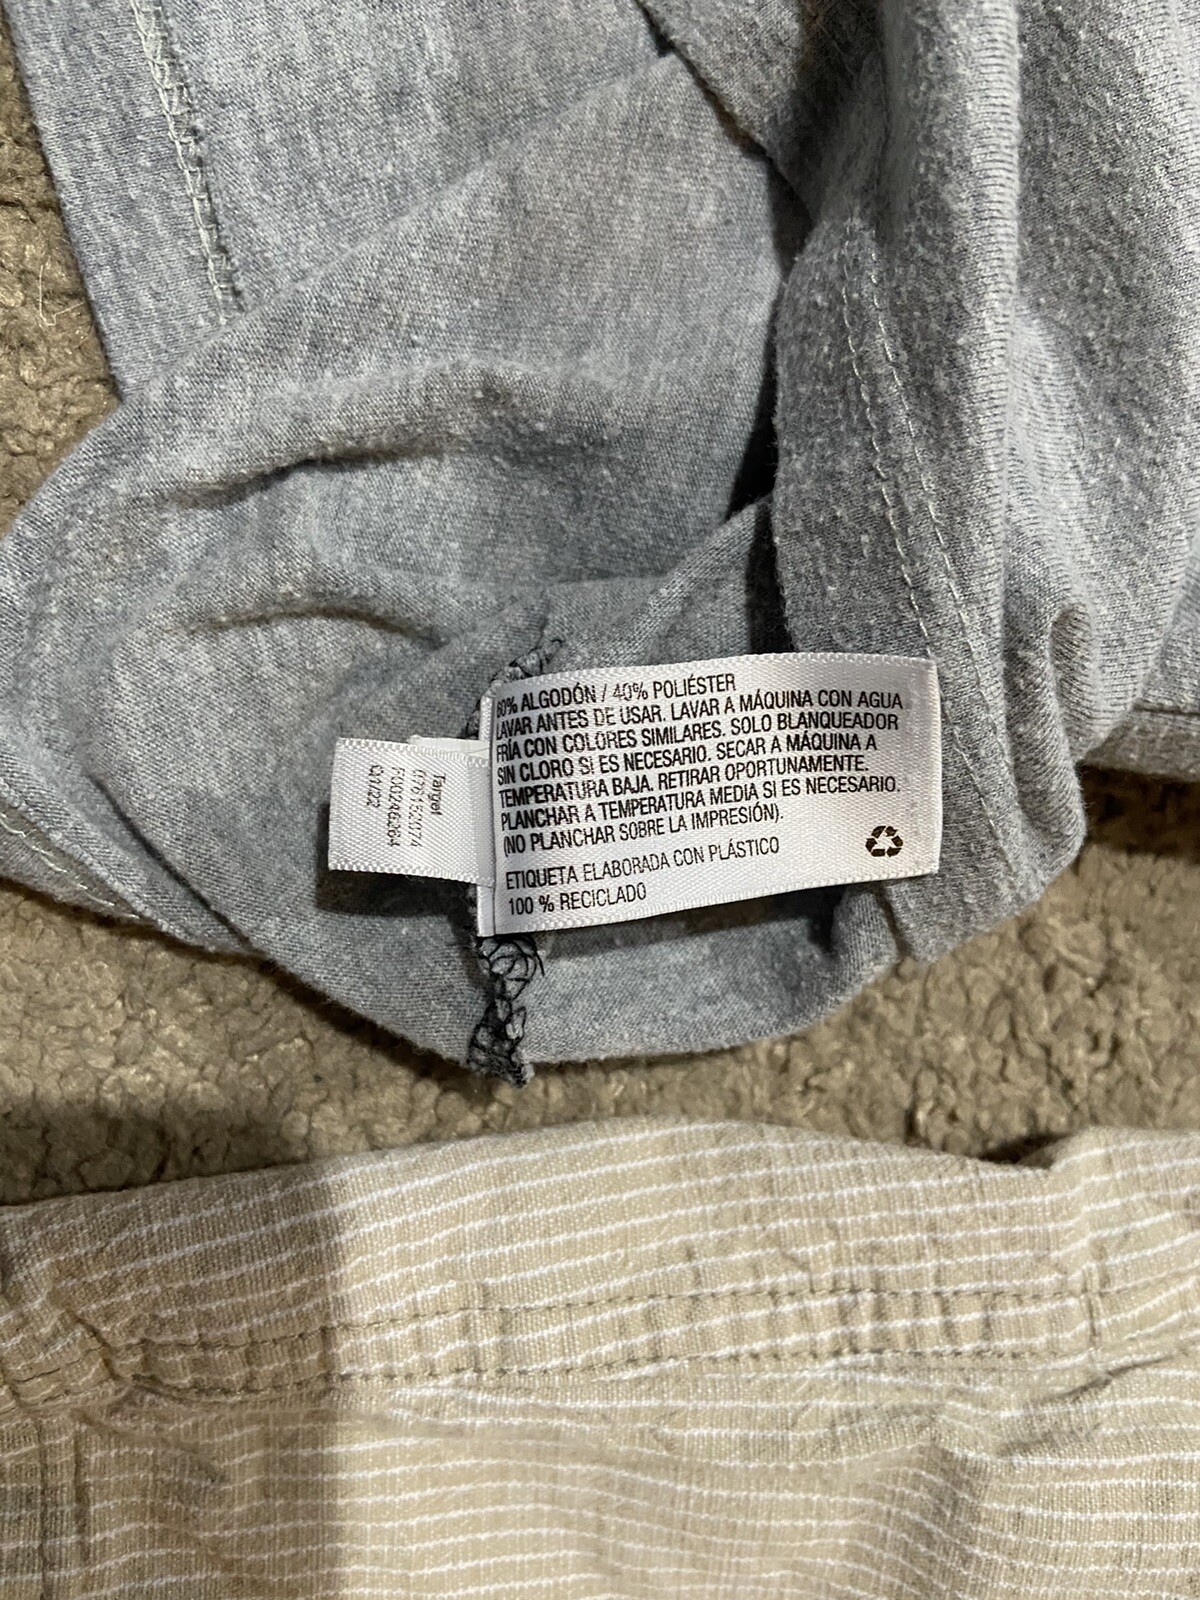 60% ALGODÓN / 40% POLIÉSTER
LAVAR ANTES DE USAR. LAVAR A MÁQUINA CON AGUA
FRÍA CON COLORES SIMILARES. SOLO BLANQUEADOR
SIN CLORO SI ES NECESARIO. SECAR A MÁQUINA A
TEMPERATURA BAJA. RETIRAR OPORTUNAMENTE.
PLANCHAR A TEMPERATURA MEDIA SI ES NECESARIO.
(NO PLANCHAR SOBRE LA IMPRESIÓN).
ETIQUETA ELABORADA CON PLÁSTICO
100 % RECICLADO
Target